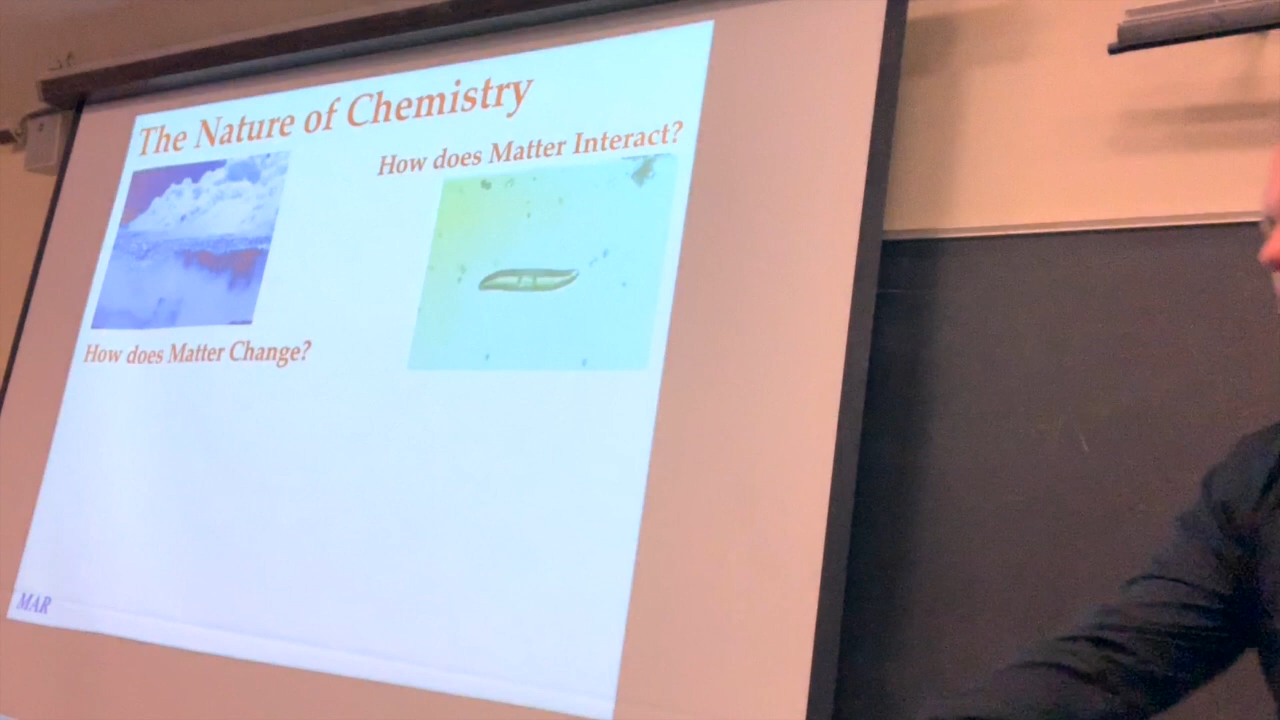 The Nature of Chemistry
How does Matter Interact?
How does Matter Change?
MAR